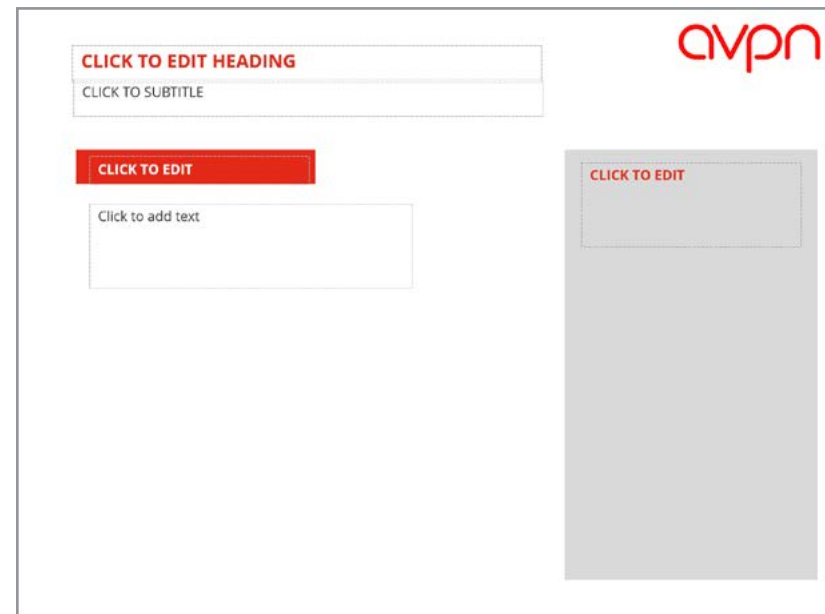 avpn
CLICK TO EDIT HEADING
CLICK TO SUBTITLE
CLICK TO EDIT
Click to add text
CLICK TO EDIT